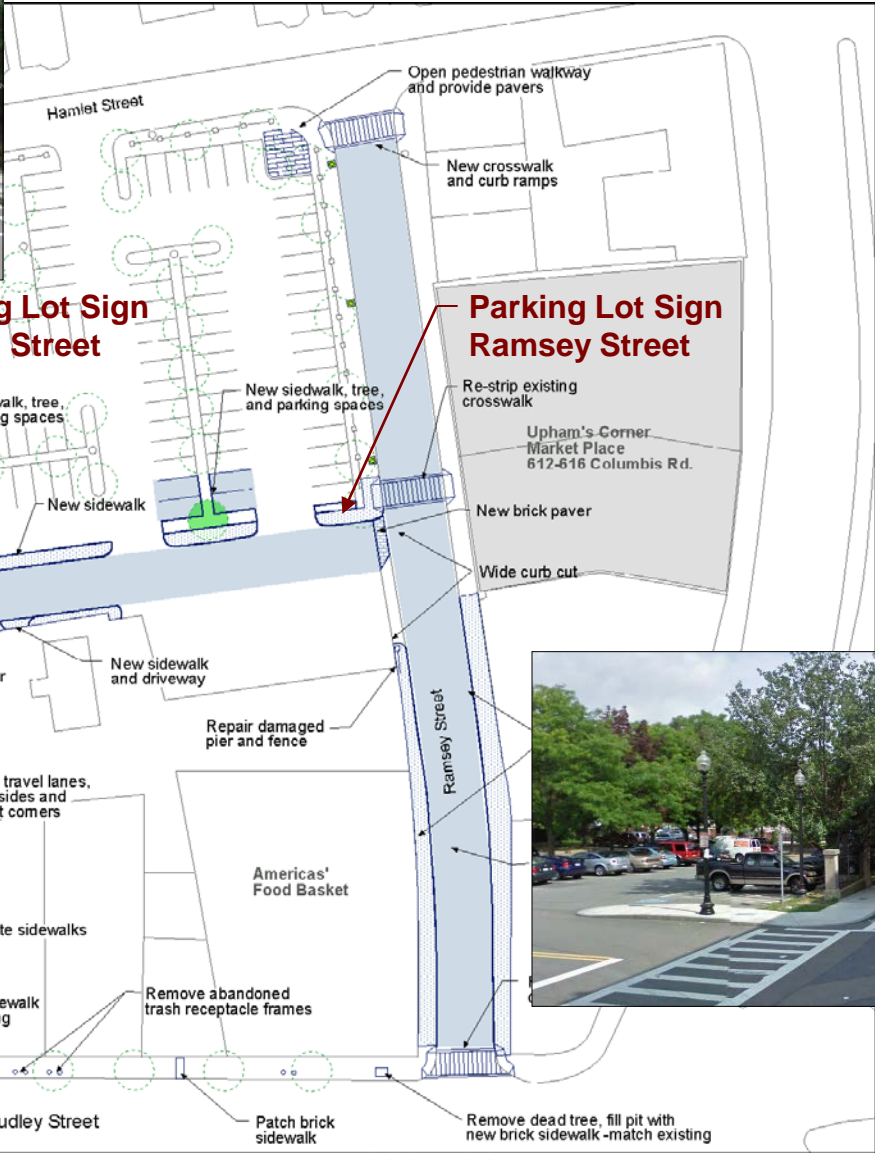 Open pedestrian walkway
and provide pavers
Hamlet Street
New crosswalk
and curb ramps
Lot Sign
Street
Parking Lot Sign
Ramsey Street
Re-strip existing
crosswalk
New siedwalk, tree,
and parking spaces
tree,
spaces
Upham's Corner
Market Place
612-616 Columbis Rd.
New sidewalk
New brick paver
Wide curb cut
New sidewalk
and driveway
Ramsey Street
Repair damaged
pier and fence
travel lanes,
sides and
corners
Americas'
Food Basket
sidewalks
Remove abandoned
trash receptacle frames
udley Street
Patch brick
sidewalk
Remove dead tree, fill pit with
new brick sidewalk -match existing